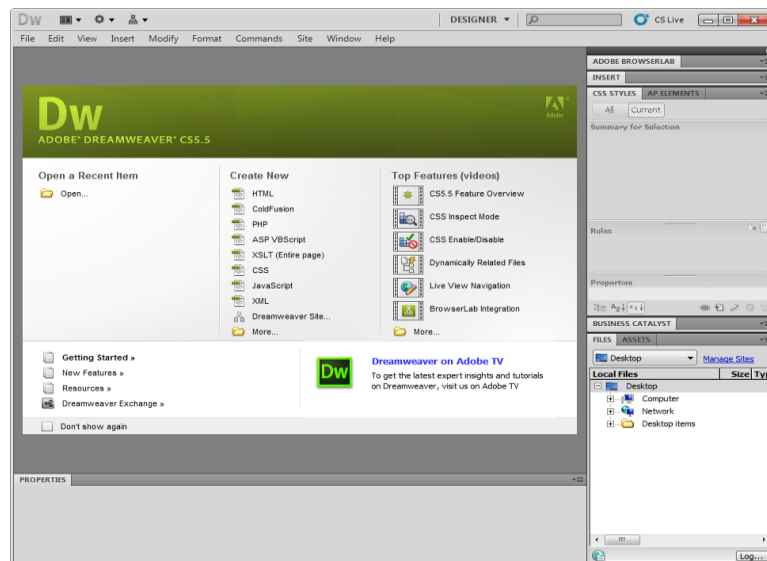 Dw
DESIGNER
CS Live
File Edit View Insert Modify Format Commands Site Window Help
ADOBE BROWSERLAB
INSERT
CSS STYLES AP ELEMENTS
All Current
Summary for Selection
Rules
Properties
BUSINESS CATALYST
FILES ASSETS
Desktop Manage Sites
Local Files Size Typ
Desktop
Computer
Network
Desktop items
Log...
Dw
ADOBE® DREAMWEAVER® CS5.5
Adobe
Open a Recent Item
Open...
Create New
HTML
ColdFusion
PHP
ASP VBScript
XSLT (Entire page)
CSS
JavaScript
XML
Dreamweaver Site...
More...
Top Features (videos)
CS5.5 Feature Overview
CSS Inspect Mode
CSS Enable/Disable
Dynamically Related Files
Live View Navigation
BrowserLab Integration
More...
Getting Started »
New Features »
Resources »
Dreamweaver Exchange »
Dw
Dreamweaver on Adobe TV
To get the latest expert insights and tutorials
on Dreamweaver, visit us on Adobe TV
Don't show again
PROPERTIES